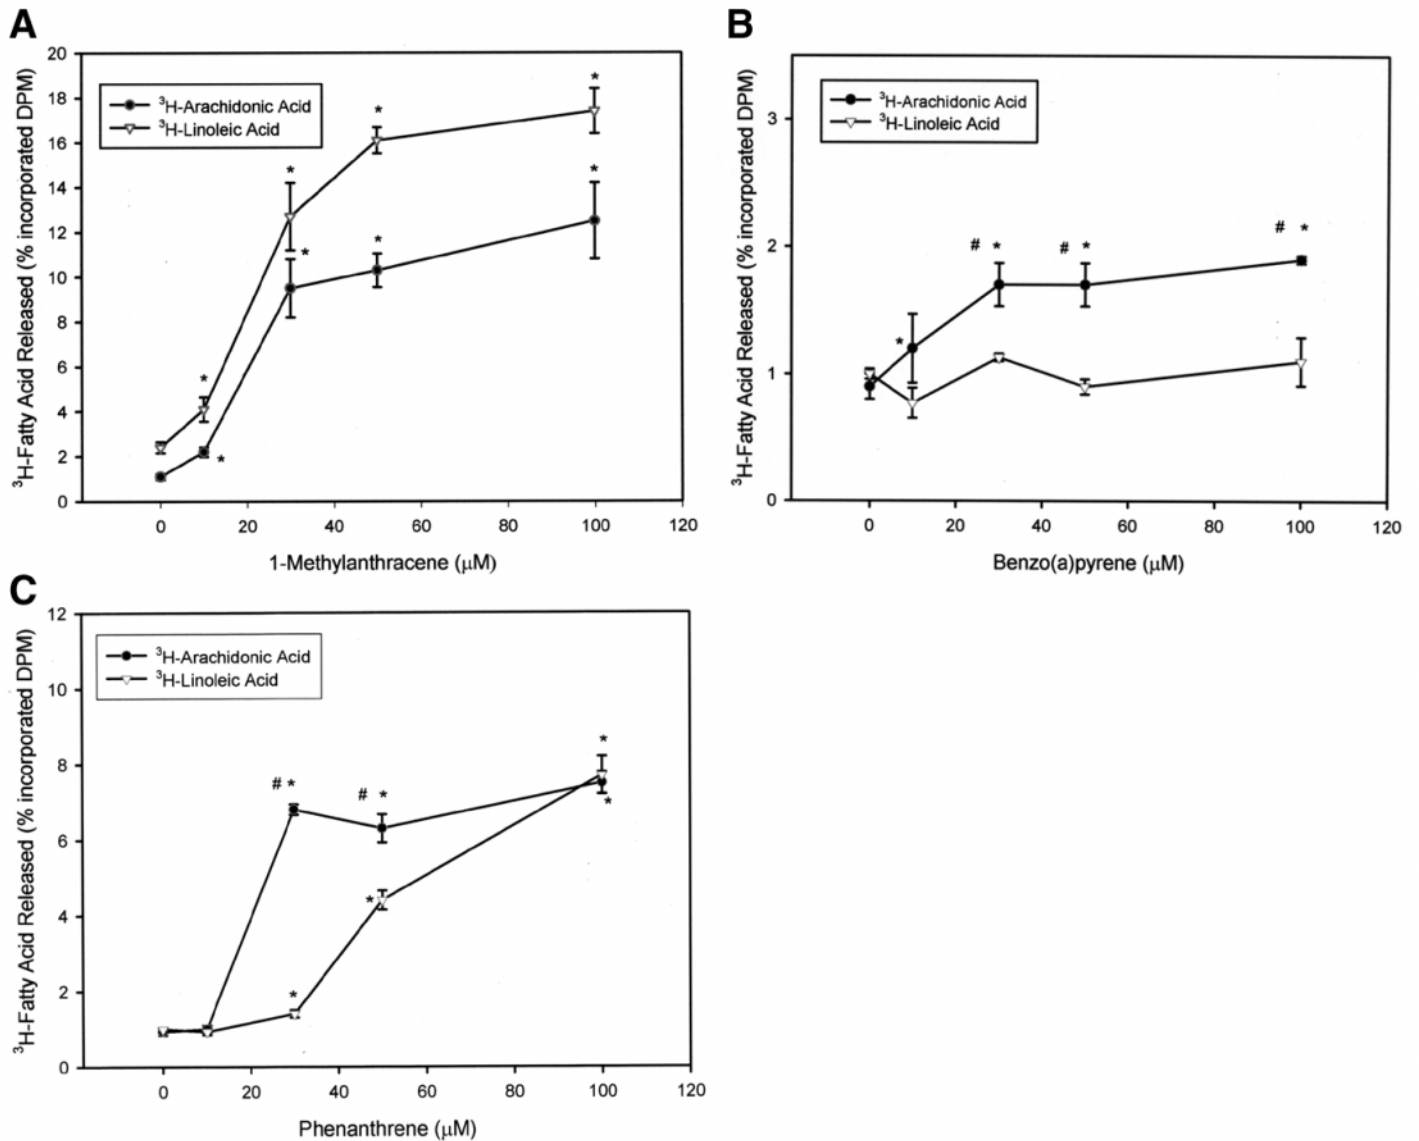 A
³H-Fatty Acid Released (% incorporated DPM)
20
18
16
14
12
10
8
6
4
2
0
³H-Arachidonic Acid
³H-Linoleic Acid
*
*
*
*
*
*
*
*
0 20 40 60 80 100 120
1-Methylanthracene (μM)
B
³H-Fatty Acid Released (% incorporated DPM)
3
2
1
0
³H-Arachidonic Acid
³H-Linoleic Acid
# *
# *
# *
*
0 20 40 60 80 100 120
Benzo(a)pyrene (μM)
C
³H-Fatty Acid Released (% incorporated DPM)
12
10
8
6
4
2
0
³H-Arachidonic Acid
³H-Linoleic Acid
# *
# *
*
*
*
*
0 20 40 60 80 100 120
Phenanthrene (μM)